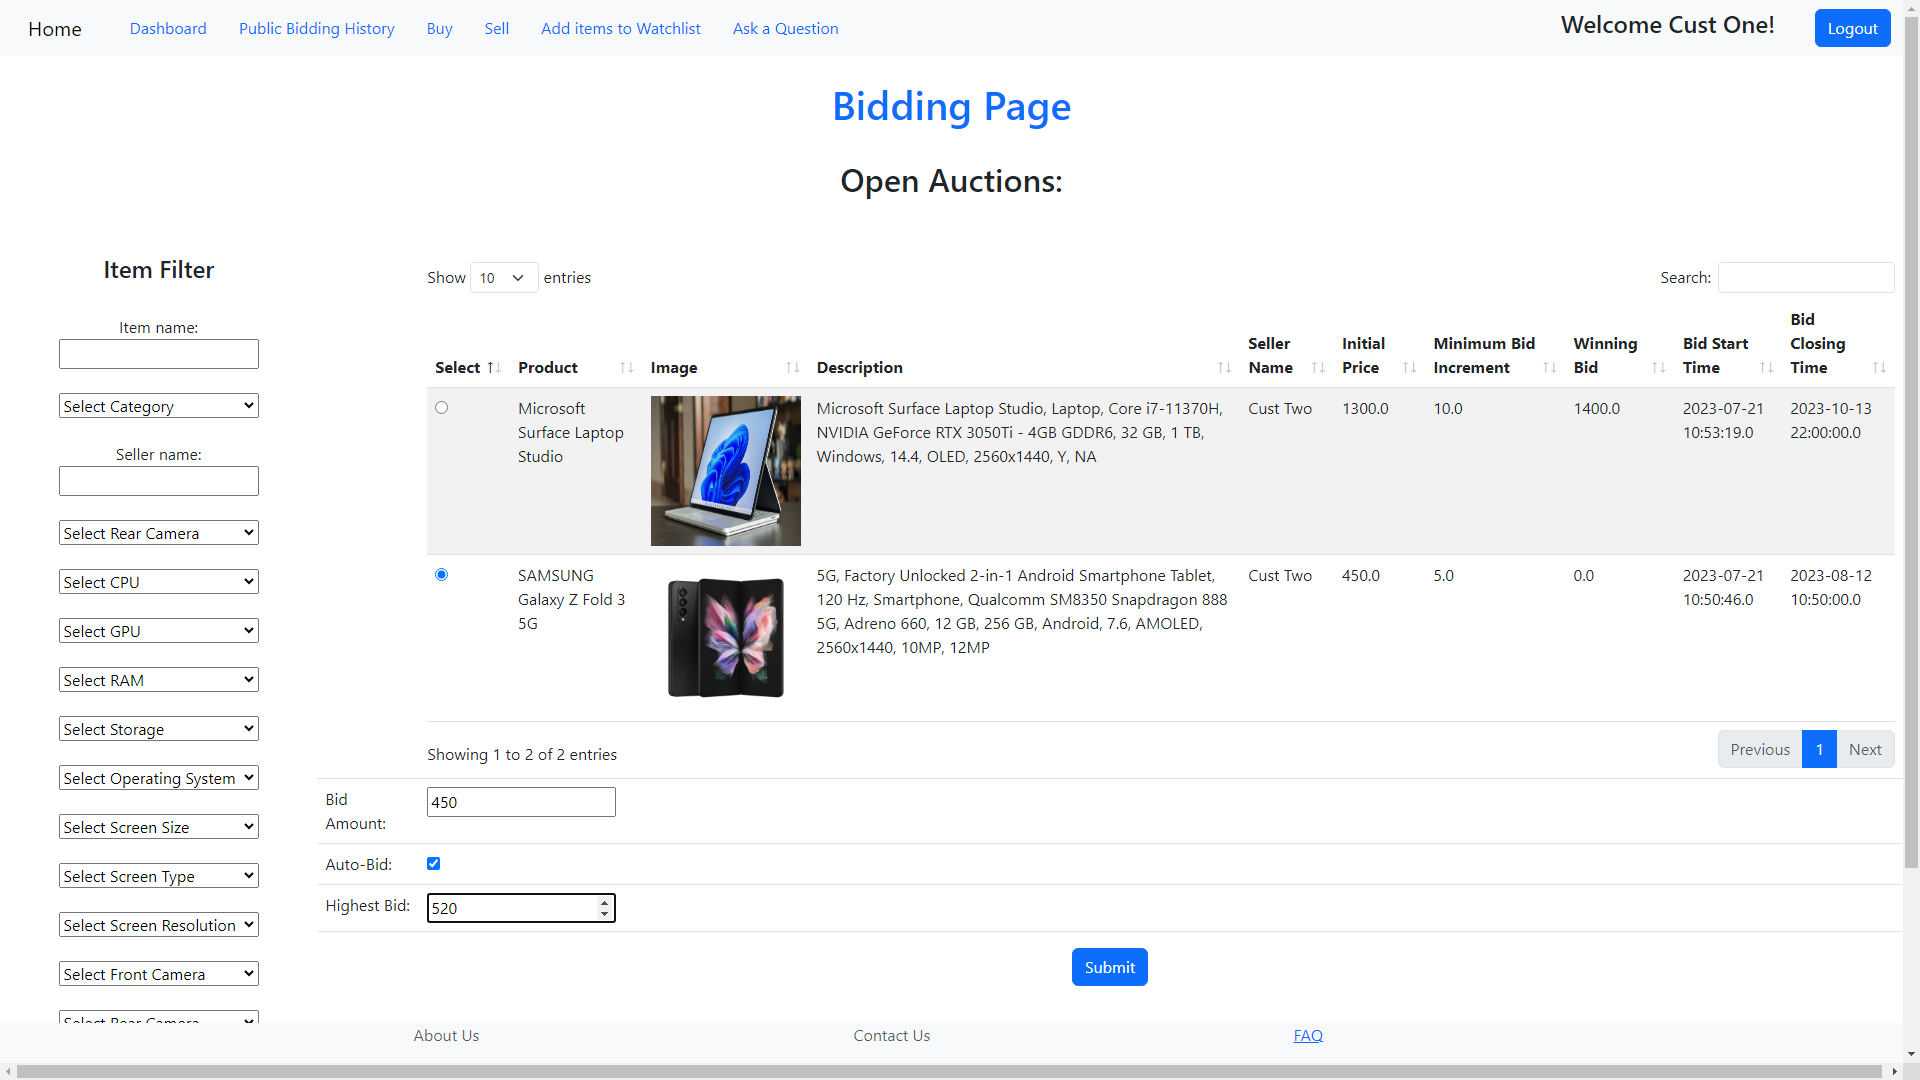 Home Dashboard Public Bidding History Buy Sell Add items to Watchlist Ask a Question Welcome Cust One! Logout
Bidding Page
Open Auctions:
Item Filter
Item name:
Select Category
Seller name:
Select Rear Camera
Select CPU
Select GPU
Select RAM
Select Storage
Select Operating System
Select Screen Size
Select Screen Type
Select Screen Resolution
Select Front Camera
Select Rear Camera
Show 10 entries Search:
Select Product Image Description Seller Name Initial Price Minimum Bid Increment Winning Bid Bid Start Time Bid Closing Time
Microsoft
Surface Laptop
Studio
Microsoft Surface Laptop Studio, Laptop, Core i7-11370H,
NVIDIA GeForce RTX 3050Ti - 4GB GDDR6, 32 GB, 1 TB,
Windows, 14.4, OLED, 2560x1440, Y, NA
Cust Two 1300.0 10.0 1400.0
2023-07-21
10:53:19.0
2023-10-13
22:00:00.0
SAMSUNG
Galaxy Z Fold 3
5G
5G, Factory Unlocked 2-in-1 Android Smartphone Tablet,
120 Hz, Smartphone, Qualcomm SM8350 Snapdragon 888
5G, Adreno 660, 12 GB, 256 GB, Android, 7.6, AMOLED,
2560x1440, 10MP, 12MP
Cust Two 450.0 5.0 0.0
2023-07-21
10:50:46.0
2023-08-12
10:50:00.0
Showing 1 to 2 of 2 entries Previous 1 Next
Bid
Amount:
450
Auto-Bid:
Highest Bid: 520
Submit
About Us Contact Us FAQ